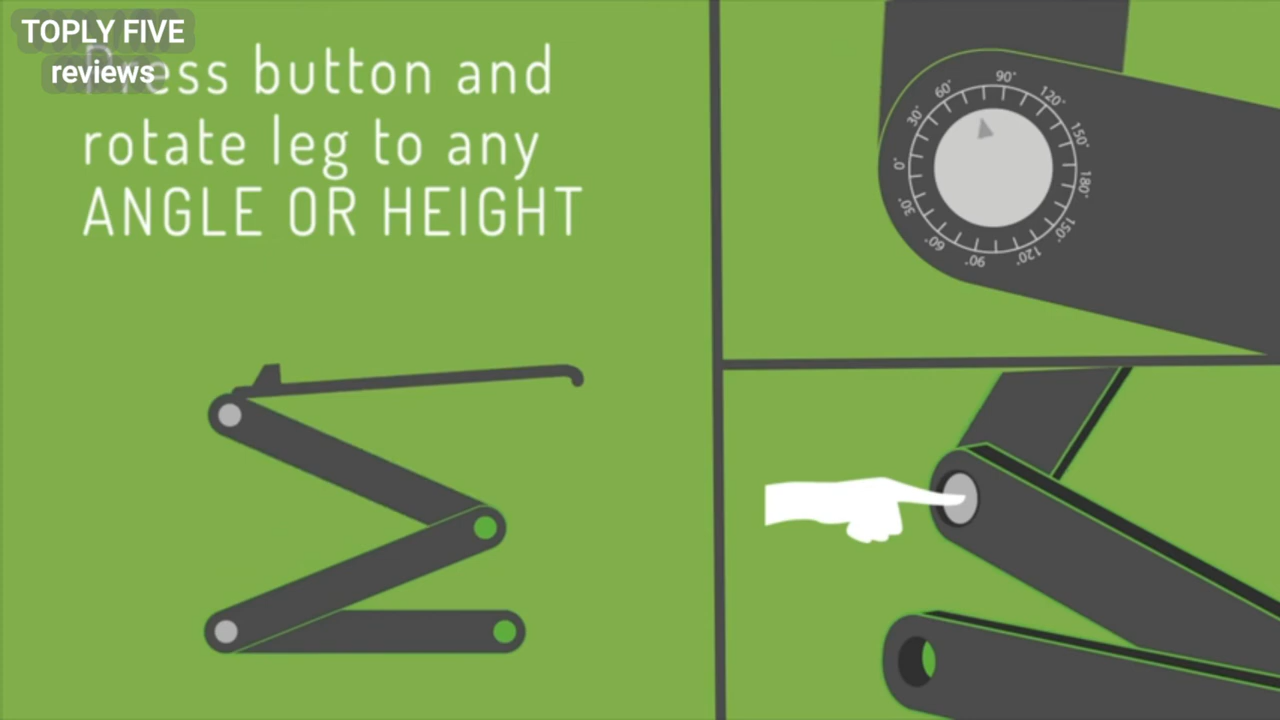 TOPLY FIVE
reviews
Press button and
rotate leg to any
ANGLE OR HEIGHT
0°
30°
60°
90°
120°
150°
180°
150°
120°
90°
60°
30°